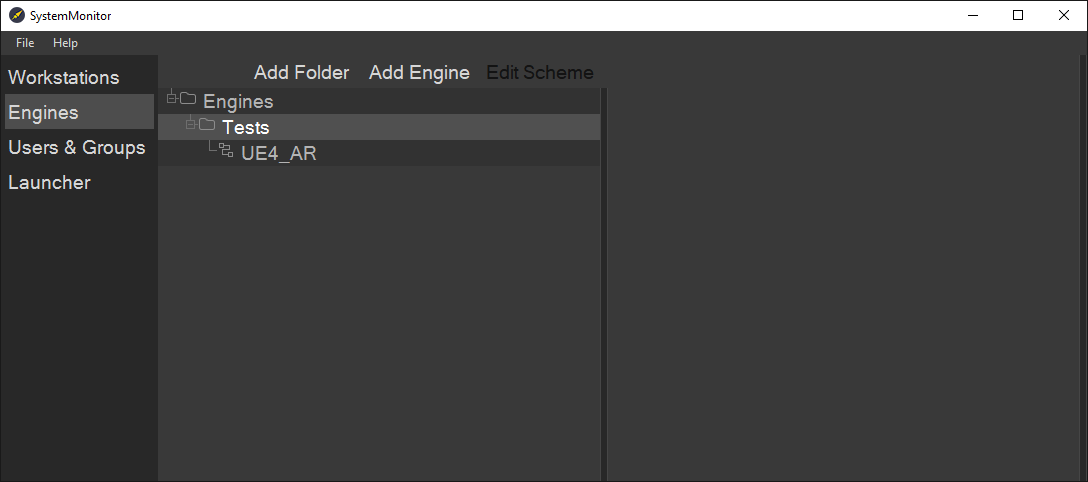 SystemMonitor
File Help
Workstations
Engines
Users & Groups
Launcher
Add Folder Add Engine Edit Scheme
Engines
Tests
UE4_AR